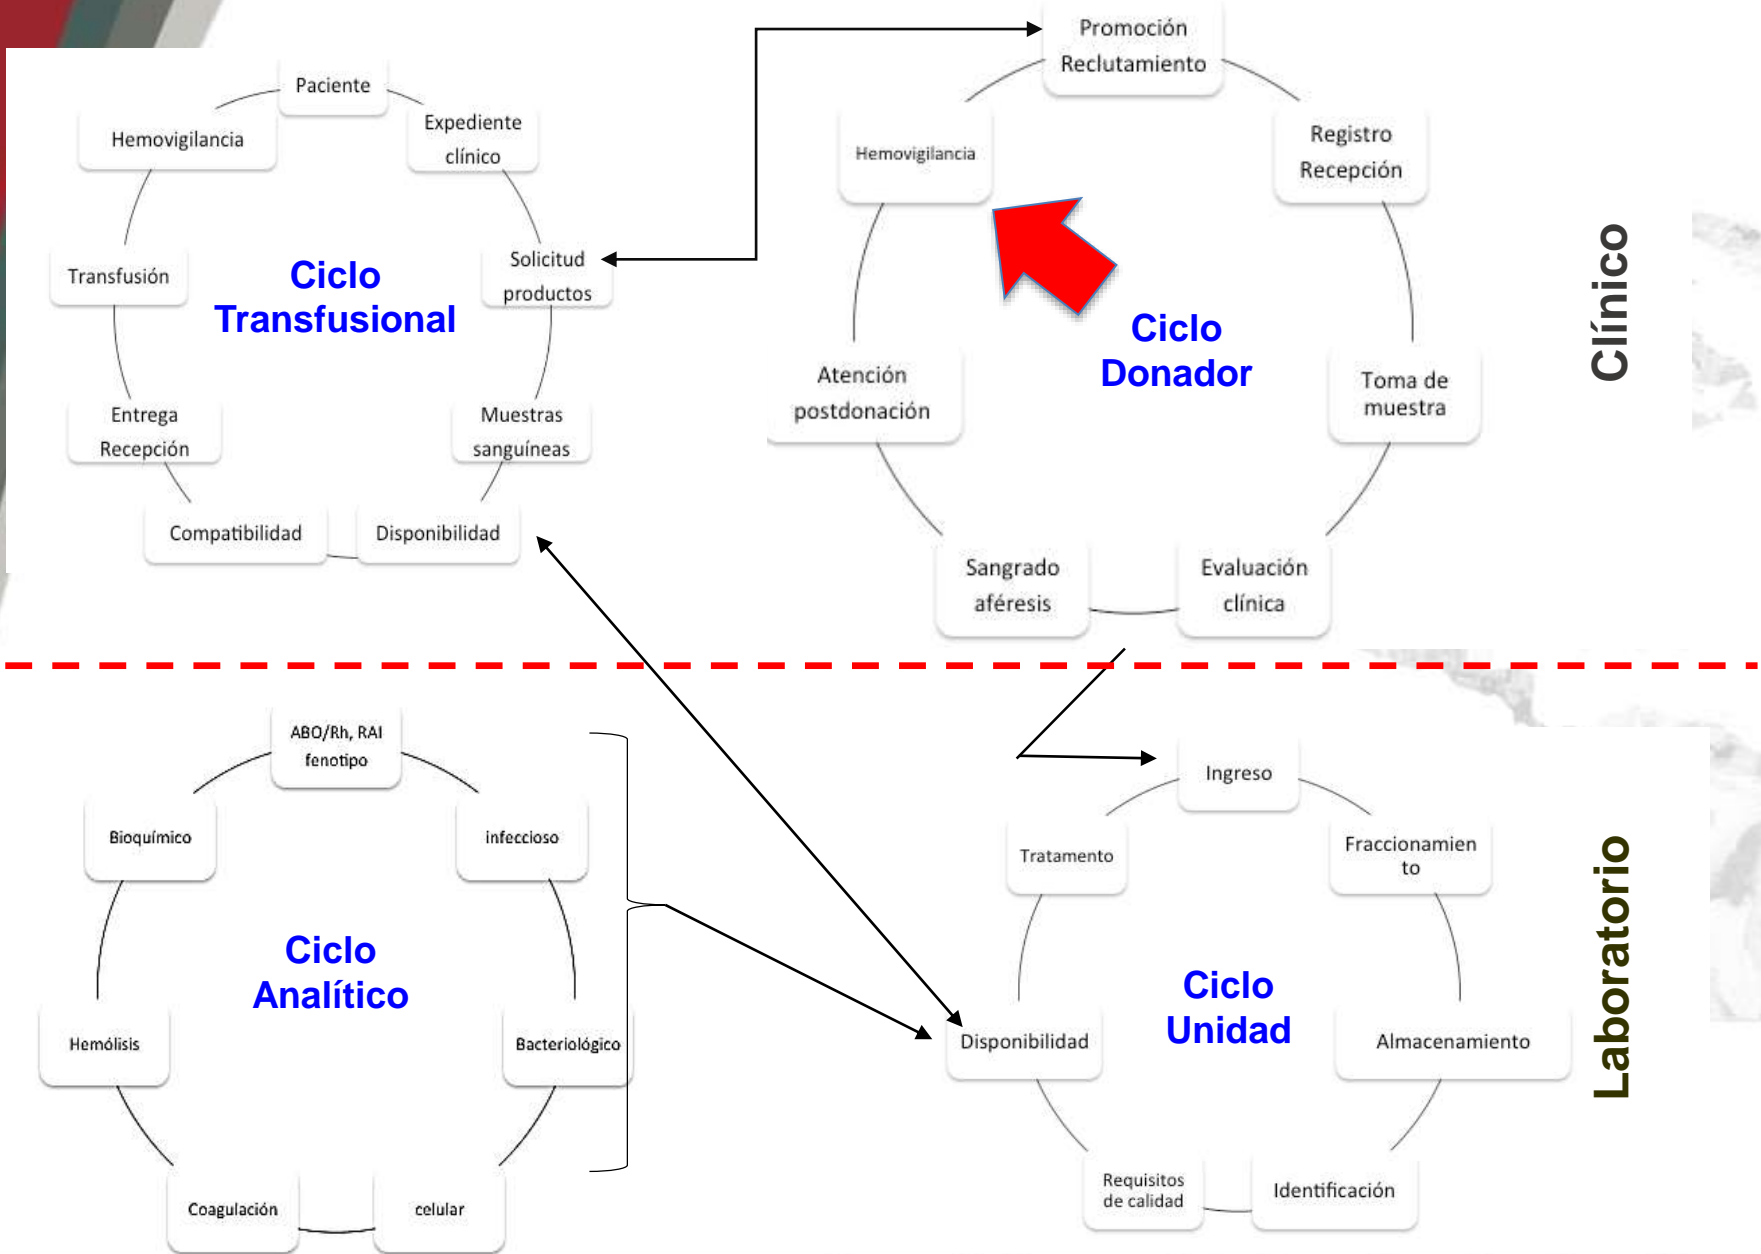 Paciente
Expediente
clínico
Solicitud
productos
Muestras
sanguíneas
Disponibilidad
Compatibilidad
Entrega
Recepción
Transfusión
Hemovigilancia
Ciclo
Transfusional
Promoción
Reclutamiento
Registro
Recepción
Toma de
muestra
Evaluación
clínica
Sangrado
aféresis
Atención
postdonación
Hemovigilancia
Ciclo
Donador
Clínico
ABO/Rh, RAI
fenotipo
infeccioso
Bacteriológico
celular
Coagulación
Hemólisis
Bioquímico
Ciclo
Analítico
Ingreso
Fraccionamien
to
Almacenamiento
Identificación
Requisitos
de calidad
Disponibilidad
Tratamento
Ciclo
Unidad
Laboratorio